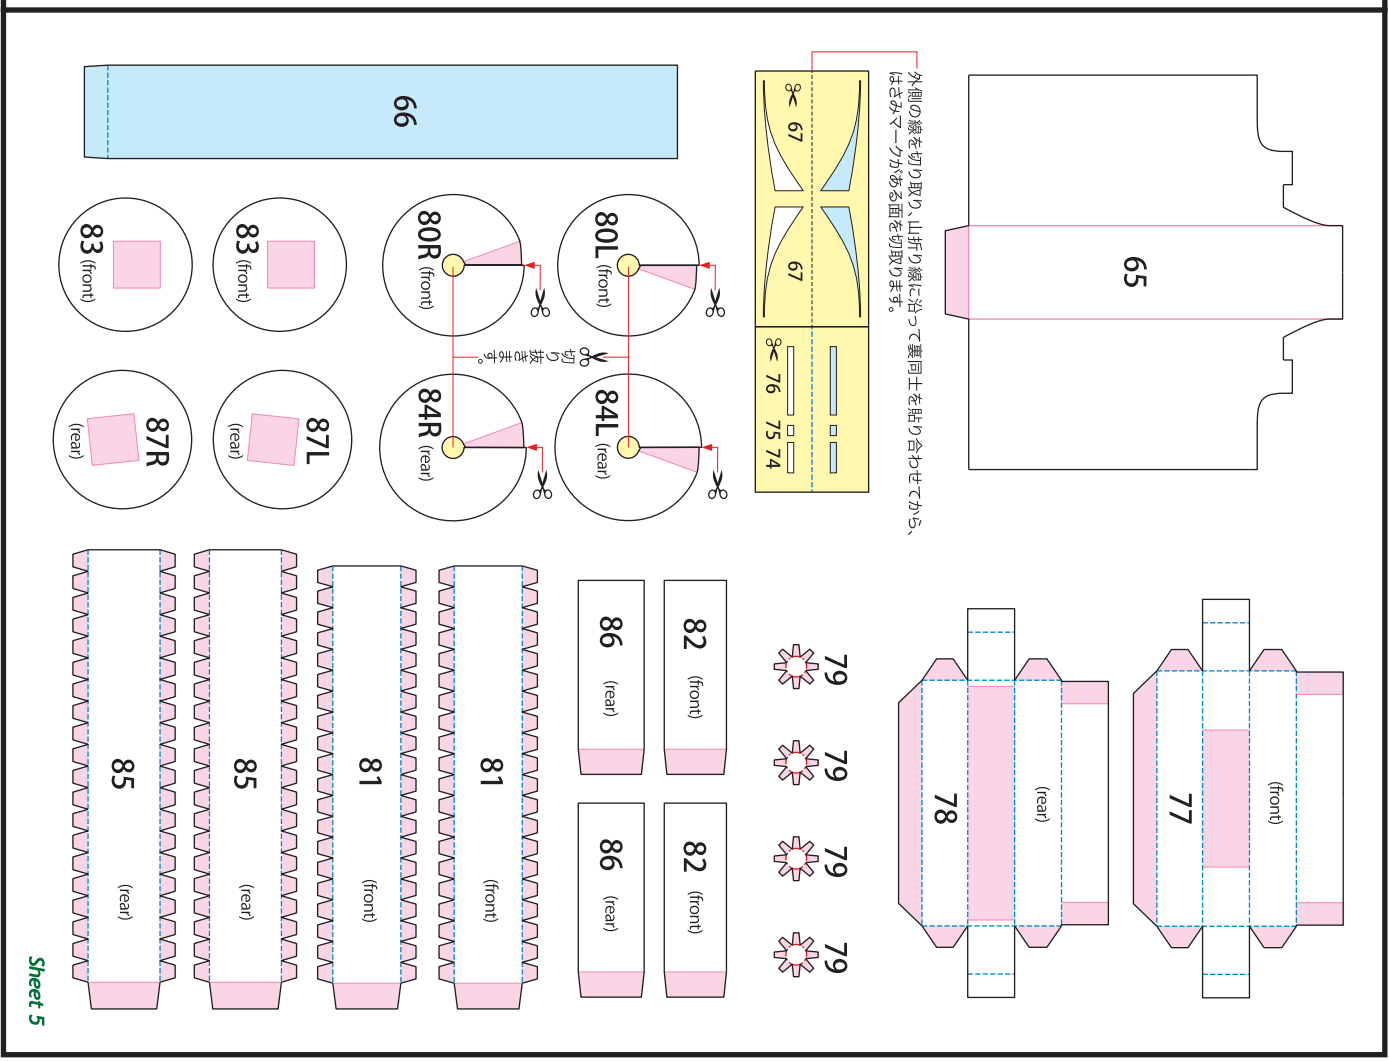 外側の線を切り取り、山折り線に沿って裏同士を貼り合わせてから、
はさみマークがある面を切取ります。
65
66
67
67
76
75
74
80L (front)
80R (front)
83 (front)
83 (front)
切り抜きます。
84L (rear)
84R (rear)
87L
(rear)
87R
(rear)
77
(front)
78
(rear)
79
79
79
79
82
(front)
82
(front)
86
(rear)
86
(rear)
81
(front)
81
(front)
85
(rear)
85
(rear)
Sheet 5